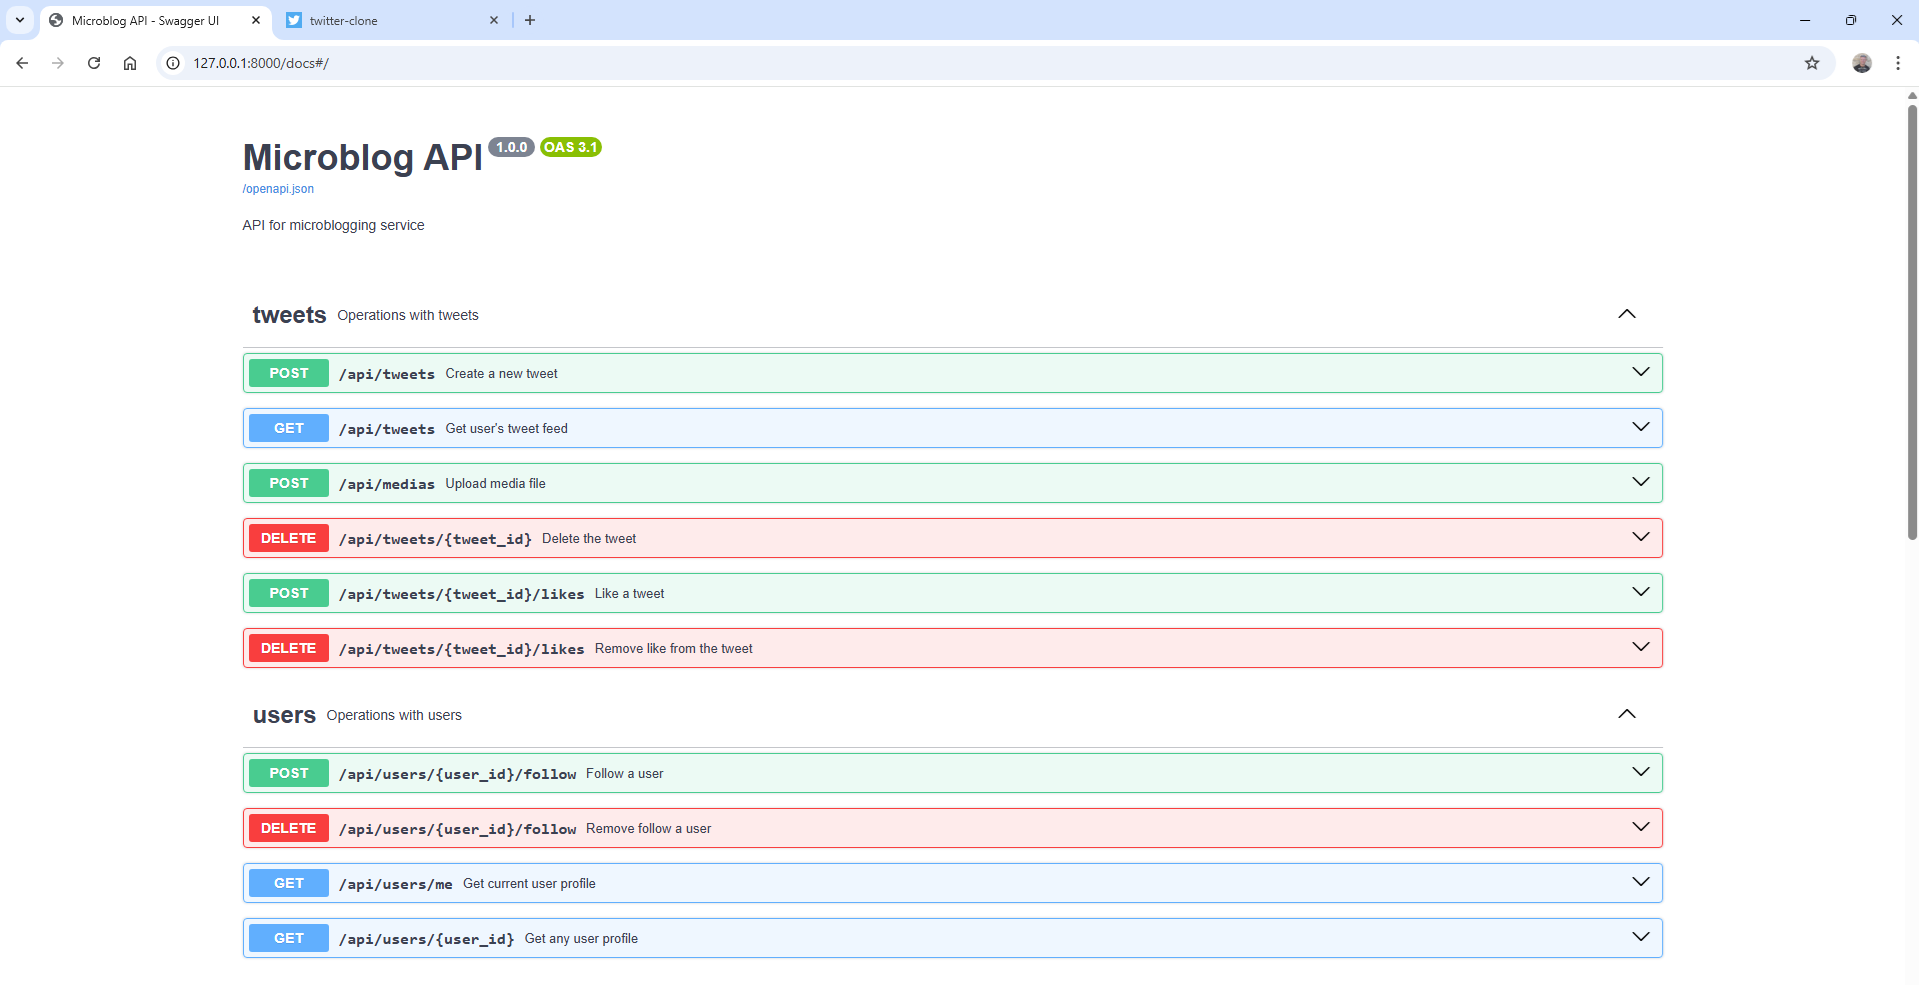 Microblog API - Swagger UI
twitter-clone
127.0.0.1:8000/docs#/
Microblog API 1.0.0 OAS 3.1
/openapi.json
API for microblogging service
tweets Operations with tweets
POST /api/tweets Create a new tweet
GET /api/tweets Get user's tweet feed
POST /api/medias Upload media file
DELETE /api/tweets/{tweet_id} Delete the tweet
POST /api/tweets/{tweet_id}/likes Like a tweet
DELETE /api/tweets/{tweet_id}/likes Remove like from the tweet
users Operations with users
POST /api/users/{user_id}/follow Follow a user
DELETE /api/users/{user_id}/follow Remove follow a user
GET /api/users/me Get current user profile
GET /api/users/{user_id} Get any user profile